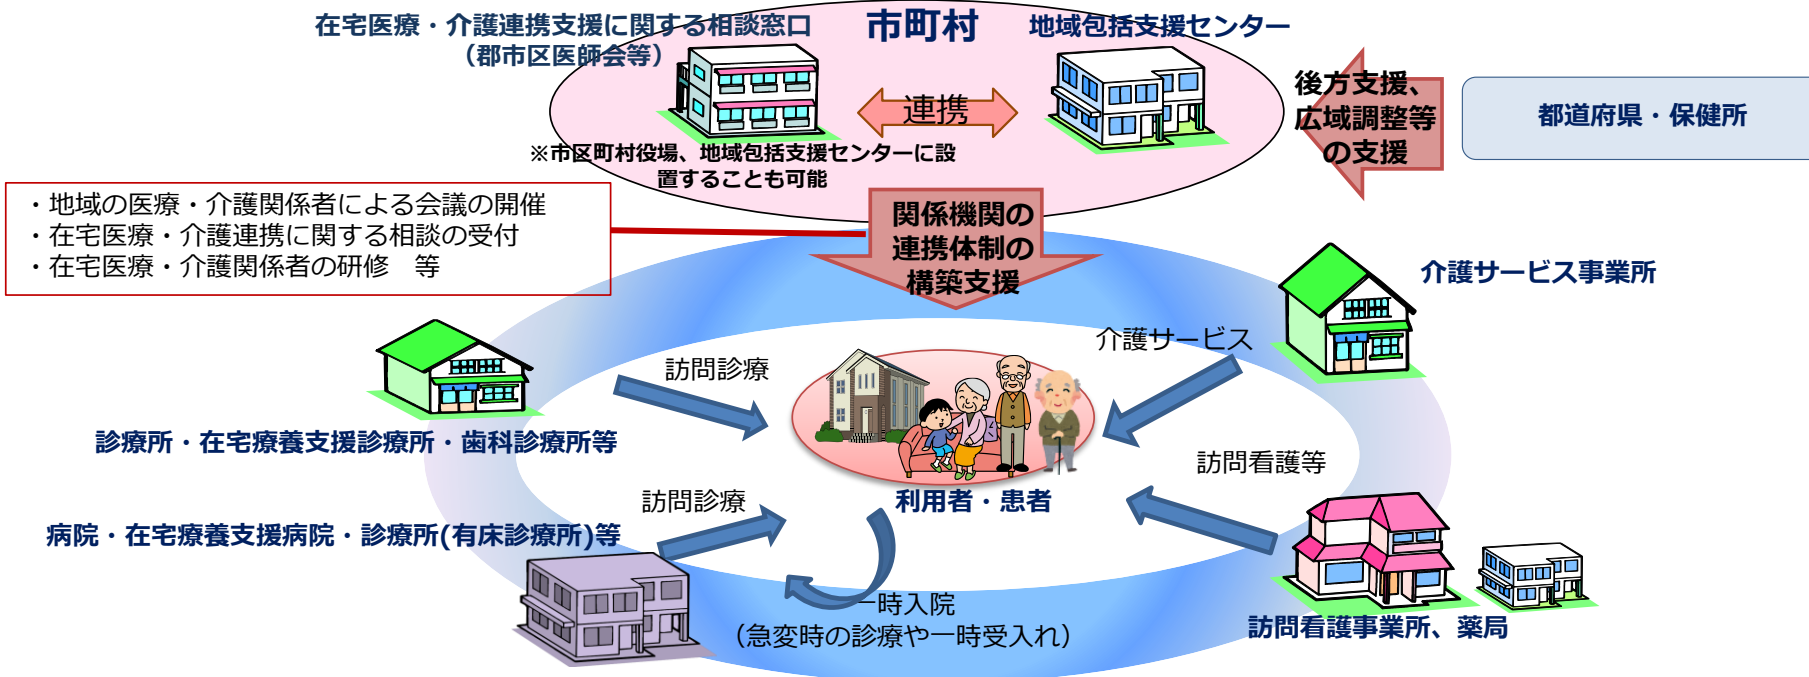 在宅医療・介護連携支援に関する相談窓口
（郡市区医師会等）
市町村
地域包括支援センター
連携
※市区町村役場、地域包括支援センターに設
置することも可能
後方支援、
広域調整等
の支援
都道府県・保健所
・地域の医療・介護関係者による会議の開催
・在宅医療・介護連携に関する相談の受付
・在宅医療・介護関係者の研修　等
関係機関の
連携体制の
構築支援
介護サービス事業所
介護サービス
訪問診療
診療所・在宅療養支援診療所・歯科診療所等
訪問看護等
訪問診療
利用者・患者
病院・在宅療養支援病院・診療所(有床診療所)等
一時入院
（急変時の診療や一時受入れ）
訪問看護事業所、薬局